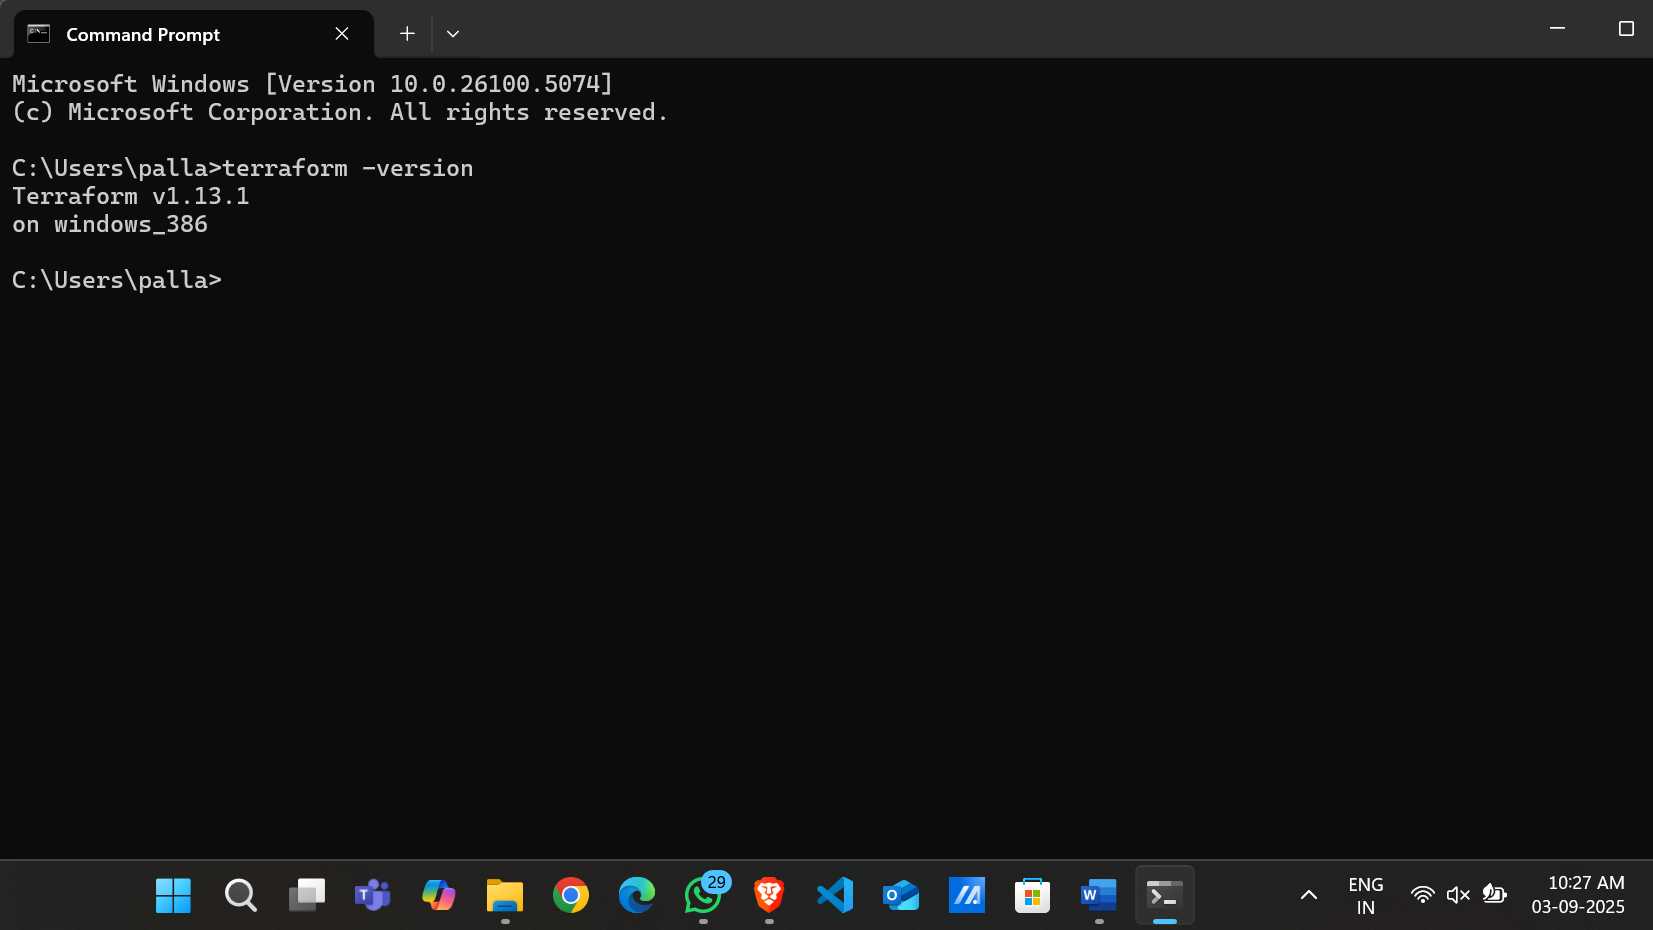 Command Prompt
Microsoft Windows [Version 10.0.26100.5074]
(c) Microsoft Corporation. All rights reserved.
C:\Users\palla>terraform -version
Terraform v1.13.1
on windows_386
C:\Users\palla>
29
ENG
IN
10:27 AM
03-09-2025